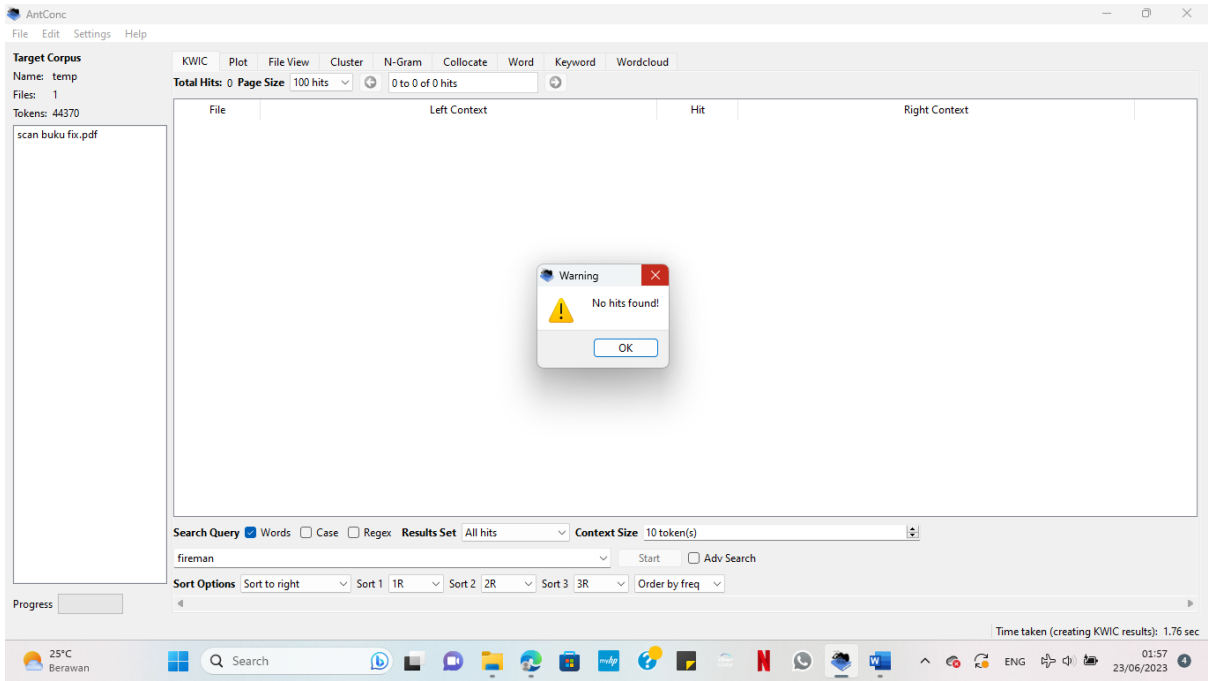 AntConc
File Edit Settings Help
Target Corpus
Name: temp
Files: 1
Tokens: 44370
scan buku fix.pdf
Progress
KWIC Plot File View Cluster N-Gram Collocate Word Keyword Wordcloud
Total Hits: 0 Page Size 100 hits 0 to 0 of 0 hits
File Left Context Hit Right Context
Warning
No hits found!
OK
Search Query Words Case Regex Results Set All hits Context Size 10 token(s)
fireman Start Adv Search
Sort Options Sort to right Sort 1 1R Sort 2 2R Sort 3 3R Order by freq
Time taken (creating KWIC results): 1.76 sec
25°C
Berawan
Search
myhp
N
W
ENG
01:57
23/06/2023
4